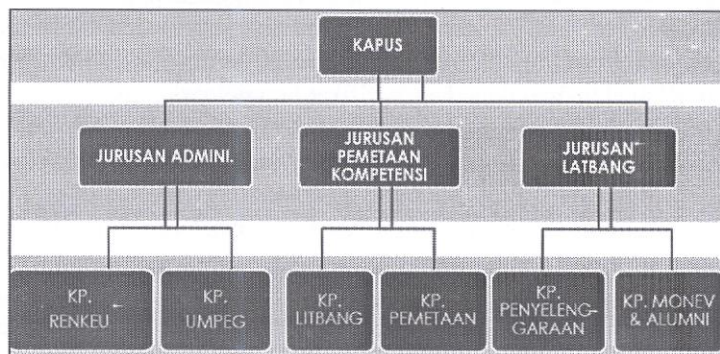 KAPUS
JURUSAN ADMINI.
JURUSAN
PEMETAAN
KOMPETENSI
JURUSAN
LATBANG
KP.
RENKEU
KP.
UMPEG
KP.
LITBANG
KP.
PEMETAAN
KP.
PENYELENG-
GARAAN
KP. MONEV
& ALUMNI